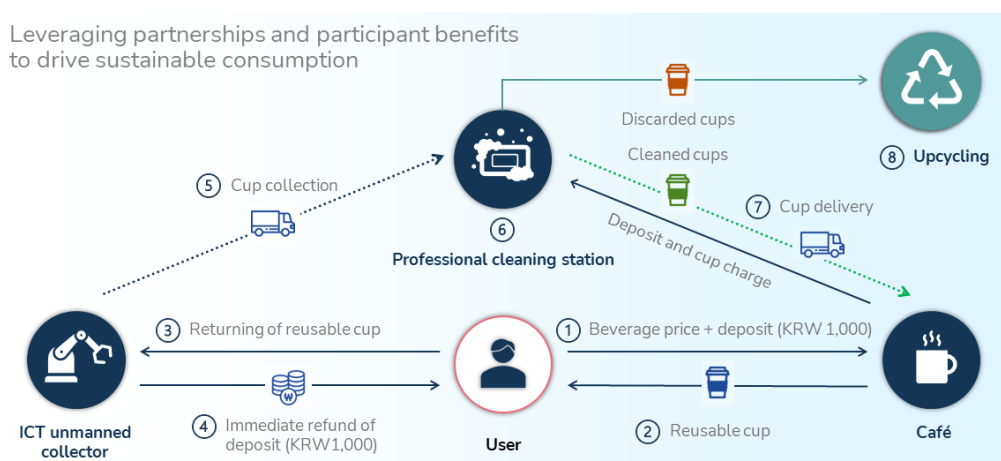 Leveraging partnerships and participant benefits
to drive sustainable consumption
Discarded cups
Cleaned cups
⑧ Upcycling
⑤ Cup collection
⑦ Cup delivery
⑥
Professional cleaning station
Deposit and cup charge
③ Returning of reusable cup
① Beverage price + deposit (KRW 1,000)
₩
④ Immediate refund of
deposit (KRW1,000)
② Reusable cup
ICT unmanned
collector
User
Café